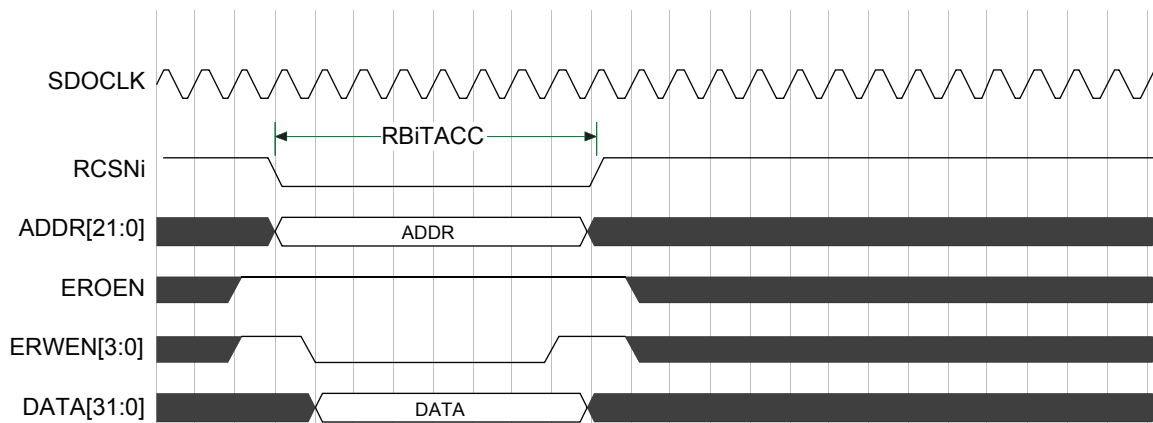 SDOCLK
RBiTACC
RCSNi
ADDR[21:0]
ADDR
EROEN
ERWEN[3:0]
DATA[31:0]
DATA